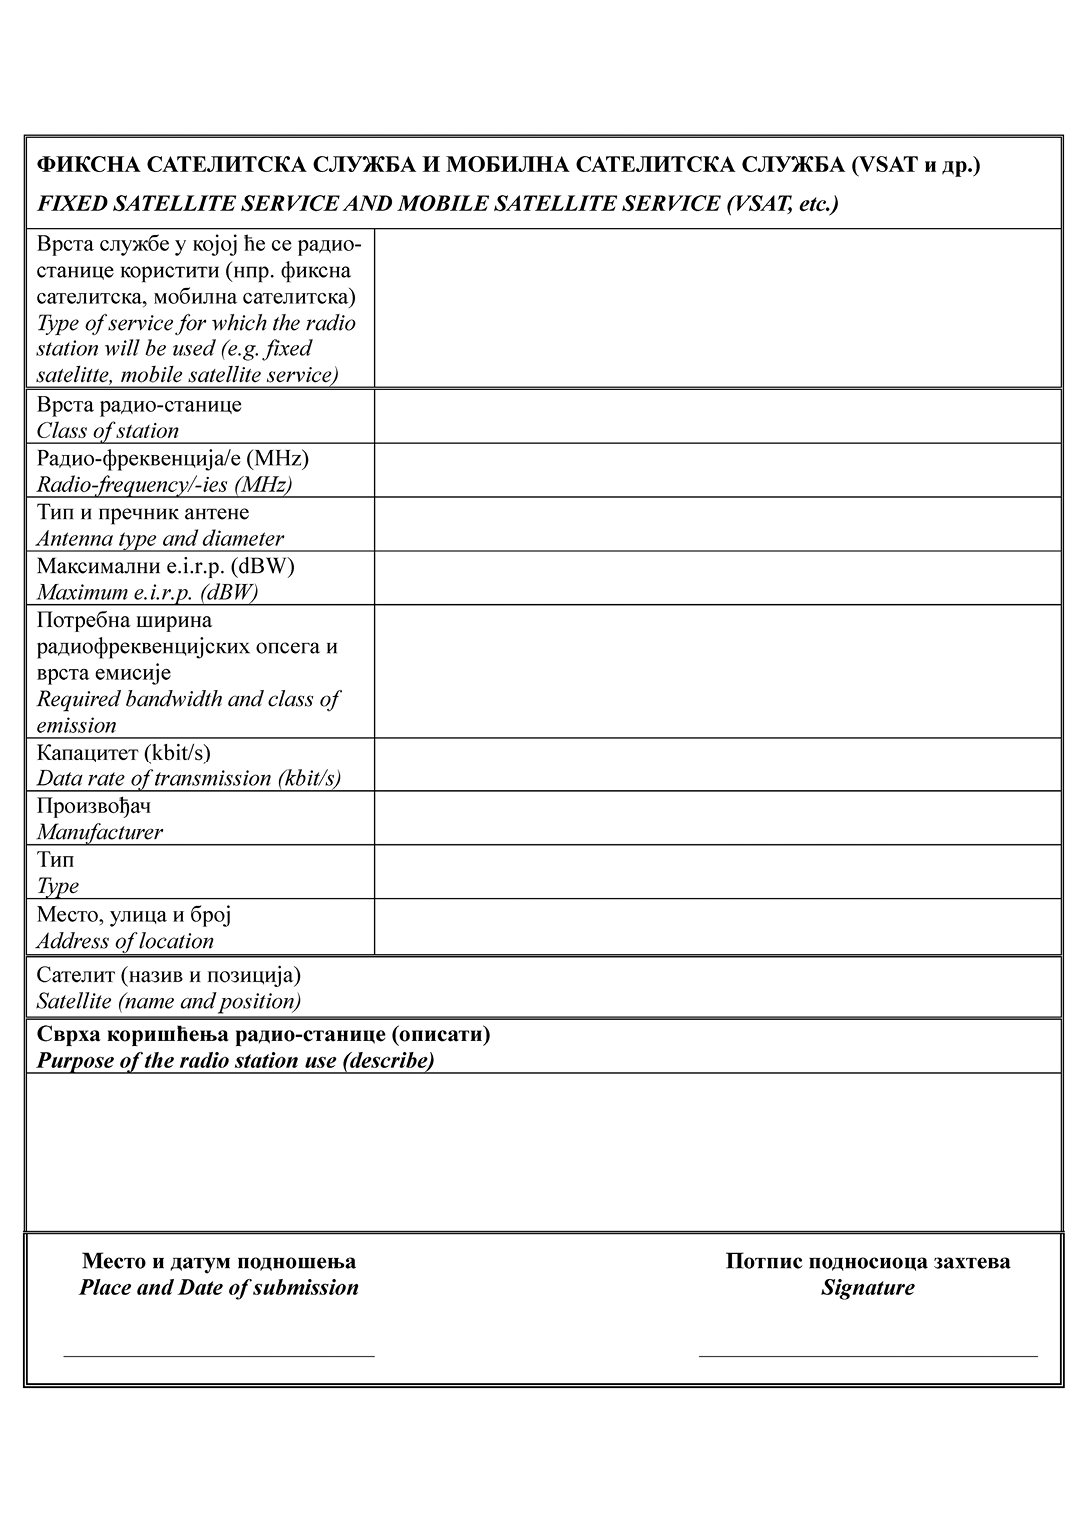 ФИКСНА САТЕЛИТСКА СЛУЖБА И МОБИЛНА САТЕЛИТСКА СЛУЖБА (VSAT и др.)
FIXED SATELLITE SERVICE AND MOBILE SATELLITE SERVICE (VSAT, etc.)
Врста службе у којој ће се радио-
станице користити (нпр. фиксна
сателитска, мобилна сателитска)
Type of service for which the radio
station will be used (e.g. fixed
satelitte, mobile satellite service)
Врста радио-станице
Class of station
Радио-фреквенција/е (MHz)
Radio-frequency/-ies (MHz)
Тип и пречник антене
Antenna type and diameter
Максимални e.i.r.p. (dBW)
Maximum e.i.r.p. (dBW)
Потребна ширина
радиофреквенцијских опсега и
врста емисије
Required bandwidth and class of
emission
Капацитет (kbit/s)
Data rate of transmission (kbit/s)
Произвођач
Manufacturer
Тип
Type
Место, улица и број
Address of location
Сателит (назив и позиција)
Satellite (name and position)
Сврха коришћења радио-станице (описати)
Purpose of the radio station use (describe)
Место и датум подношења
Place and Date of submission
Потпис подносиоца захтева
Signature